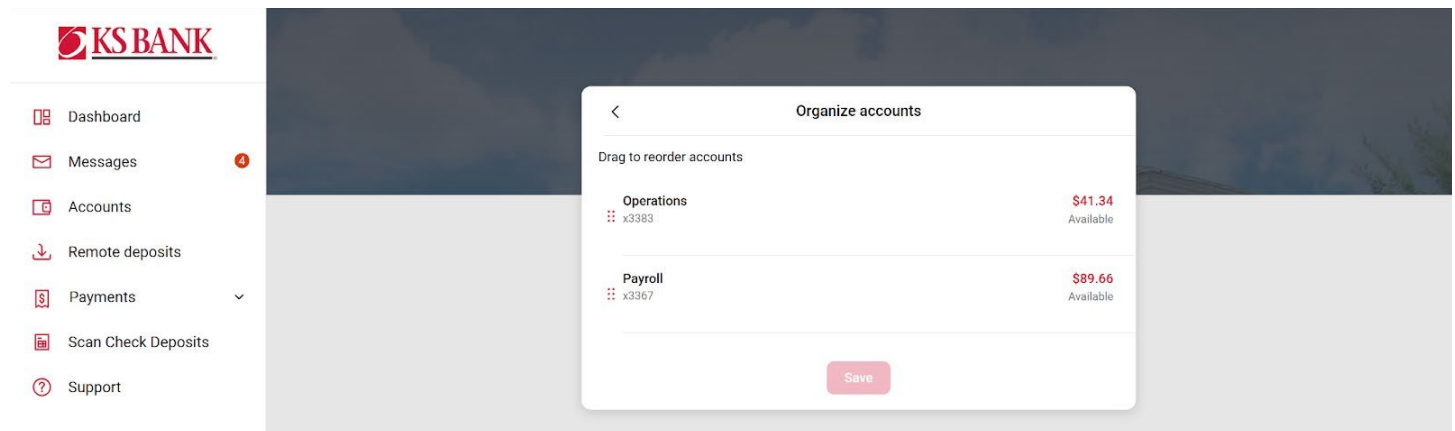 KS BANK
Dashboard
Messages 4
Accounts
Remote deposits
Payments
Scan Check Deposits
Support
Organize accounts
Drag to reorder accounts
Operations $41.34
x3383 Available
Payroll $89.66
x3367 Available
Save